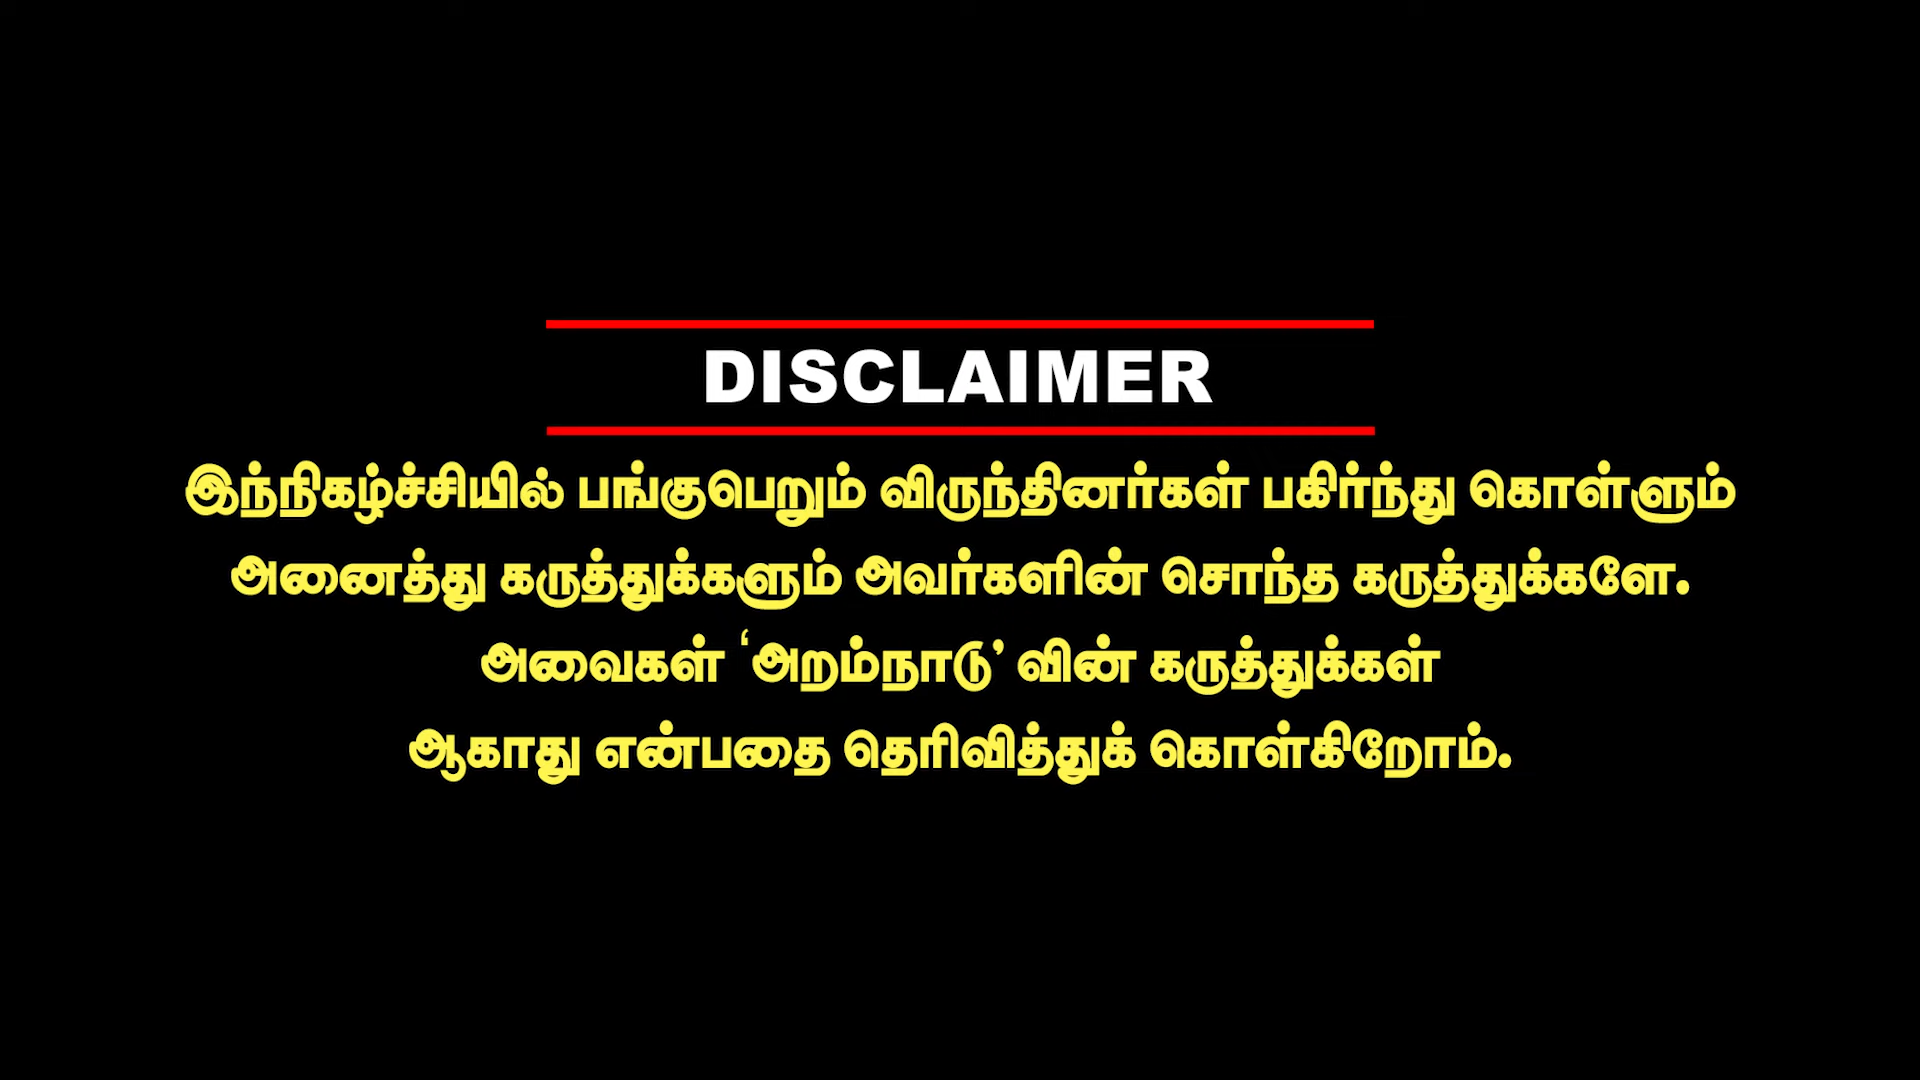 DISCLAIMER
இந்நிகழ்ச்சியில் பங்குபெறும் விருந்தினர்கள் பகிர்ந்து கொள்ளும்
அனைத்து கருத்துக்களும் அவர்களின் சொந்த கருத்துக்களே.
அவைகள் ‘அறம்நாடு’ வின் கருத்துக்கள்
ஆகாது என்பதை தெரிவித்துக் கொள்கிறோம்.